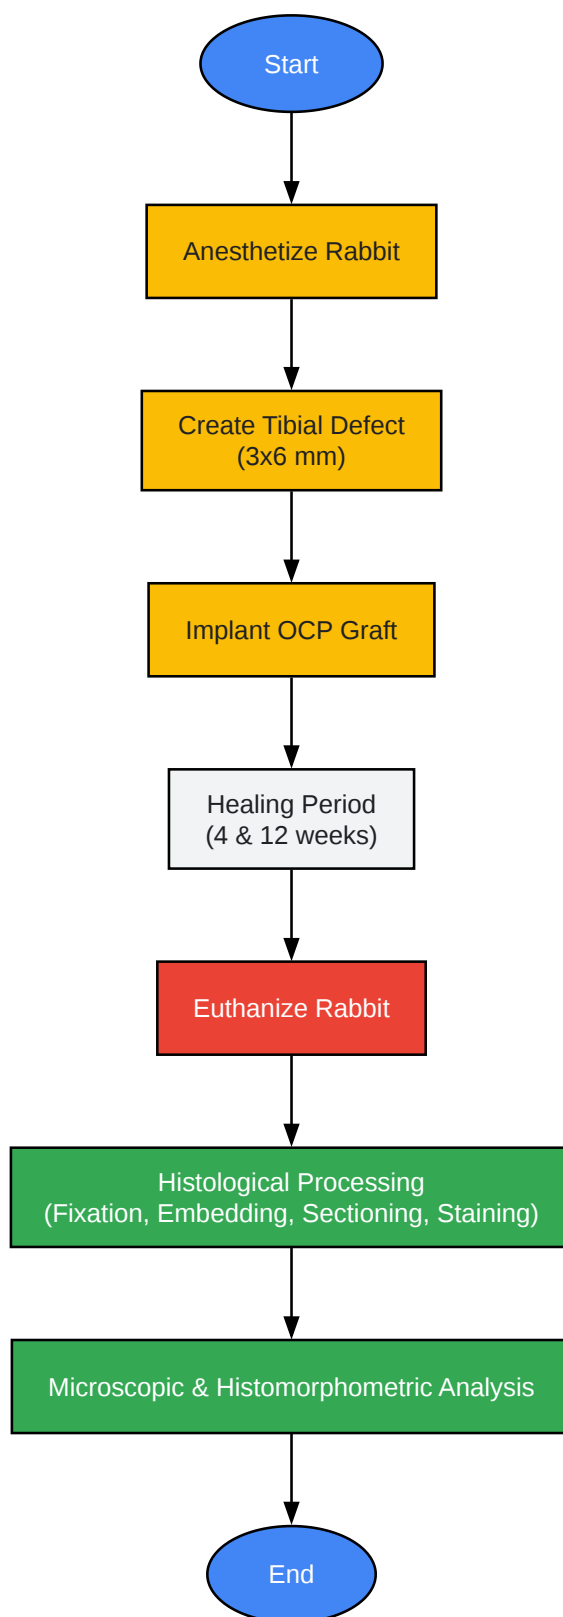 Start
Anesthetize Rabbit
Create Tibial Defect
(3x6 mm)
Implant OCP Graft
Healing Period
(4 & 12 weeks)
Euthanize Rabbit
Histological Processing
(Fixation, Embedding, Sectioning, Staining)
Microscopic & Histomorphometric Analysis
End